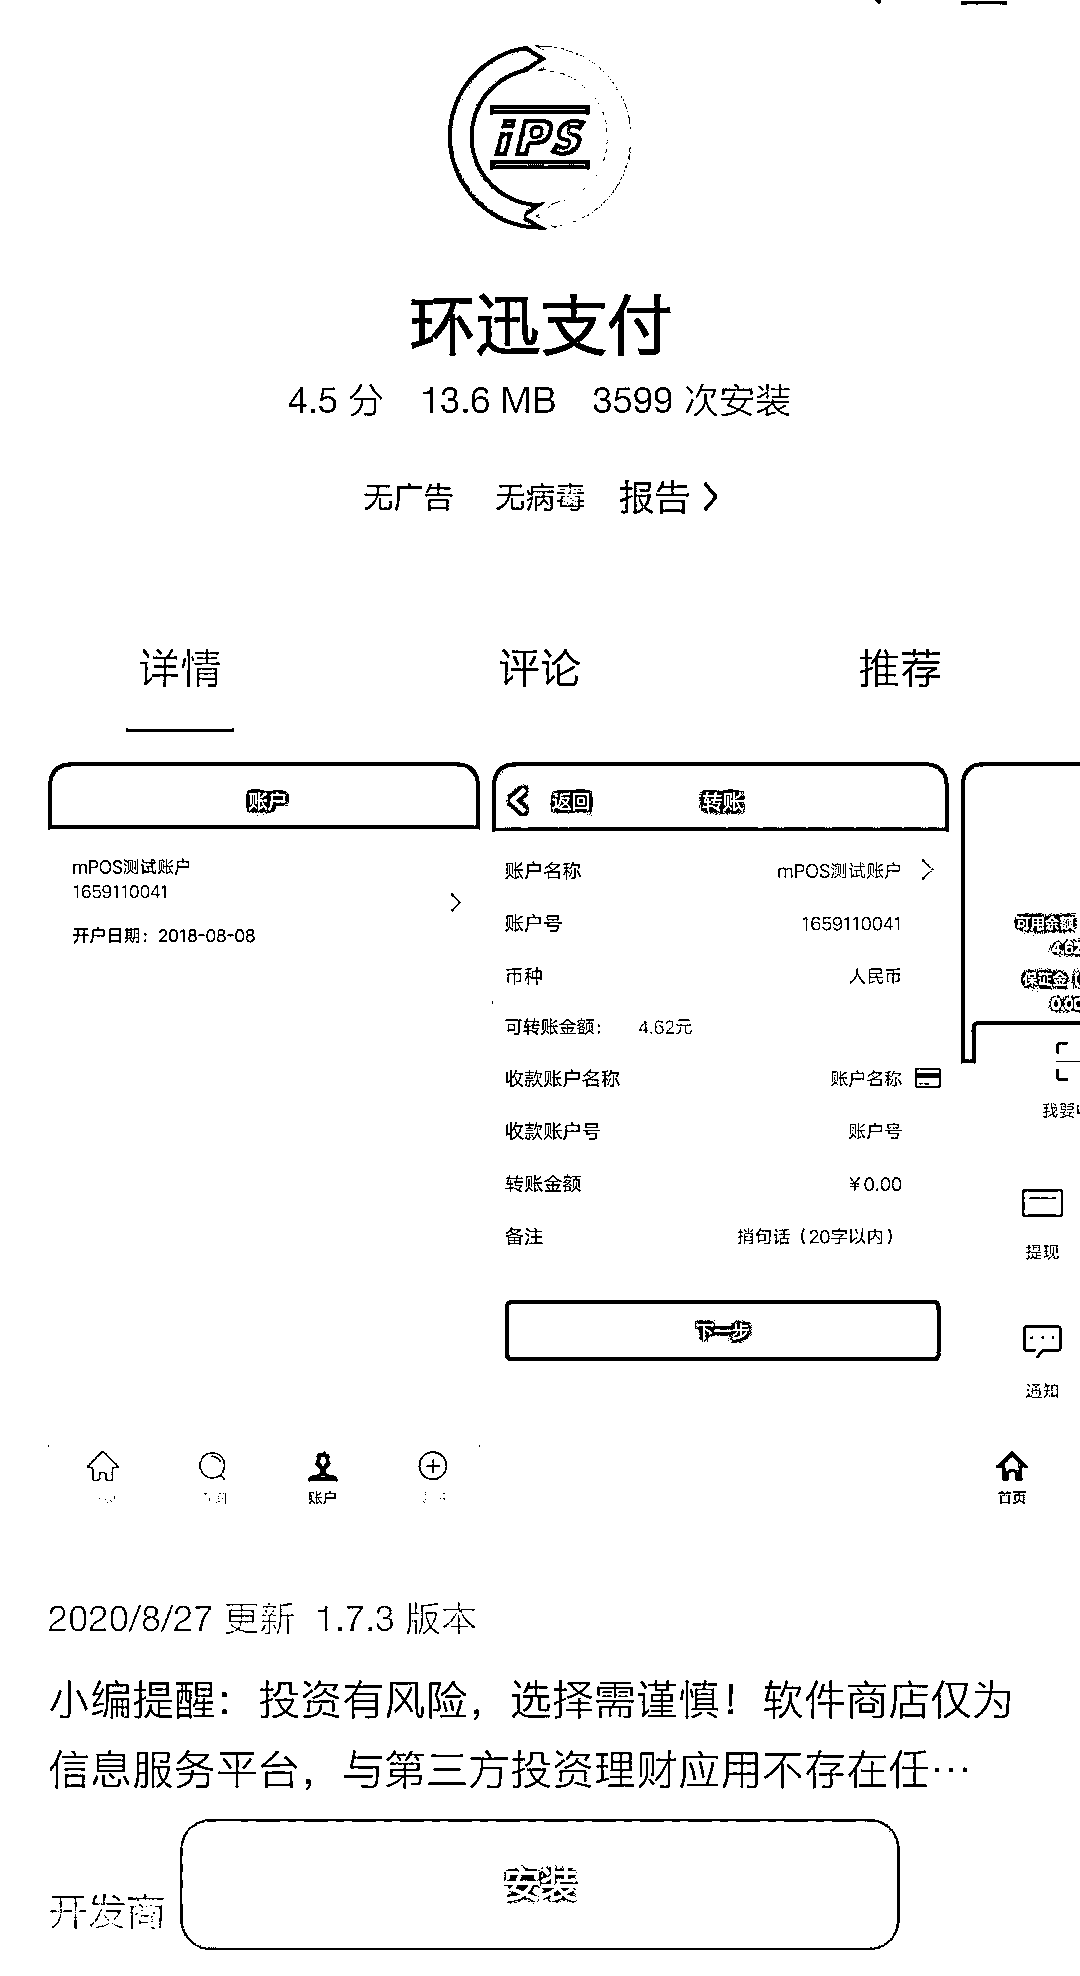 iPS
环迅支付
4.5 分 13.6 MB 3599 次安装
无广告 无病毒 报告
详情 评论 推荐
账户
mPOS测试账户
1659110041
开户日期：2018-08-08
账户
返回 转账
账户名称 mPOS测试账户
账户号 1659110041
币种 人民币
可转账金额： 4.62元
收款账户名称 账户名称
收款账户号 账户号
转账金额 ¥0.00
备注 捎句话（20字以内）
下一步
可用余额
4.62
保证金
0.00
我要
提现
通知
首页
2020/8/27 更新 1.7.3 版本
小编提醒：投资有风险，选择需谨慎！软件商店仅为
信息服务平台，与第三方投资理财应用不存在任…
开发商
安装